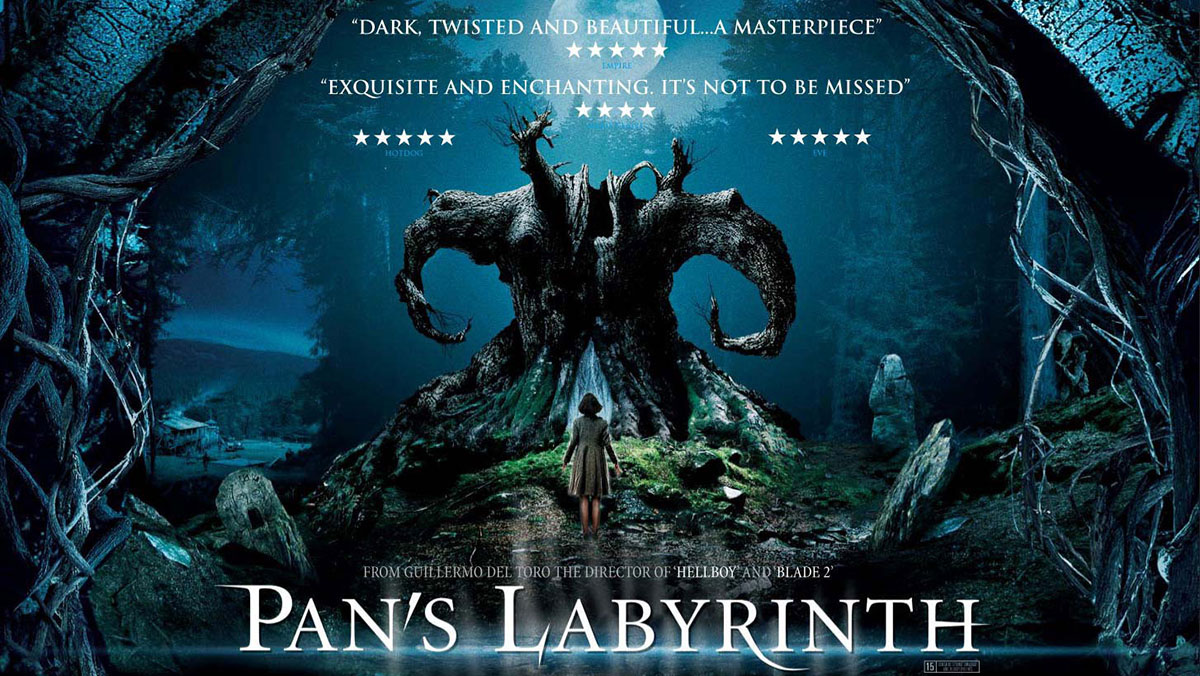 “DARK, TWISTED AND BEAUTIFUL...A MASTERPIECE”
EMPIRE
“EXQUISITE AND ENCHANTING. IT’S NOT TO BE MISSED”
HOTDOG
EVE
FROM GUILLERMO DEL TORO THE DIRECTOR OF 'HELLBOY' AND 'BLADE 2'
PAN'S LABYRINTH
15